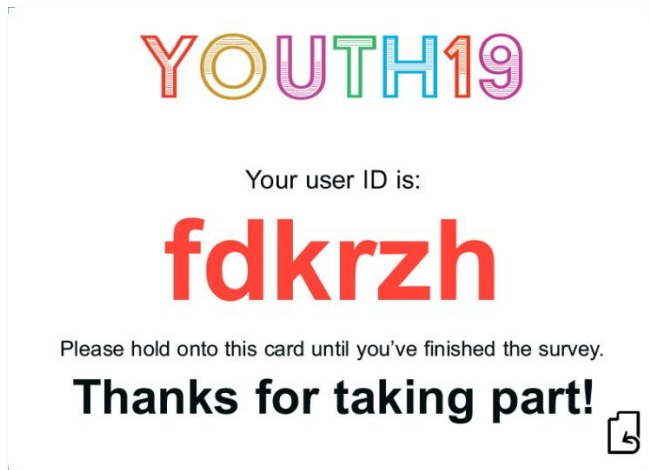 YOUTH19
Your user ID is:
fdkrzh
Please hold onto this card until you've finished the survey.
Thanks for taking part!